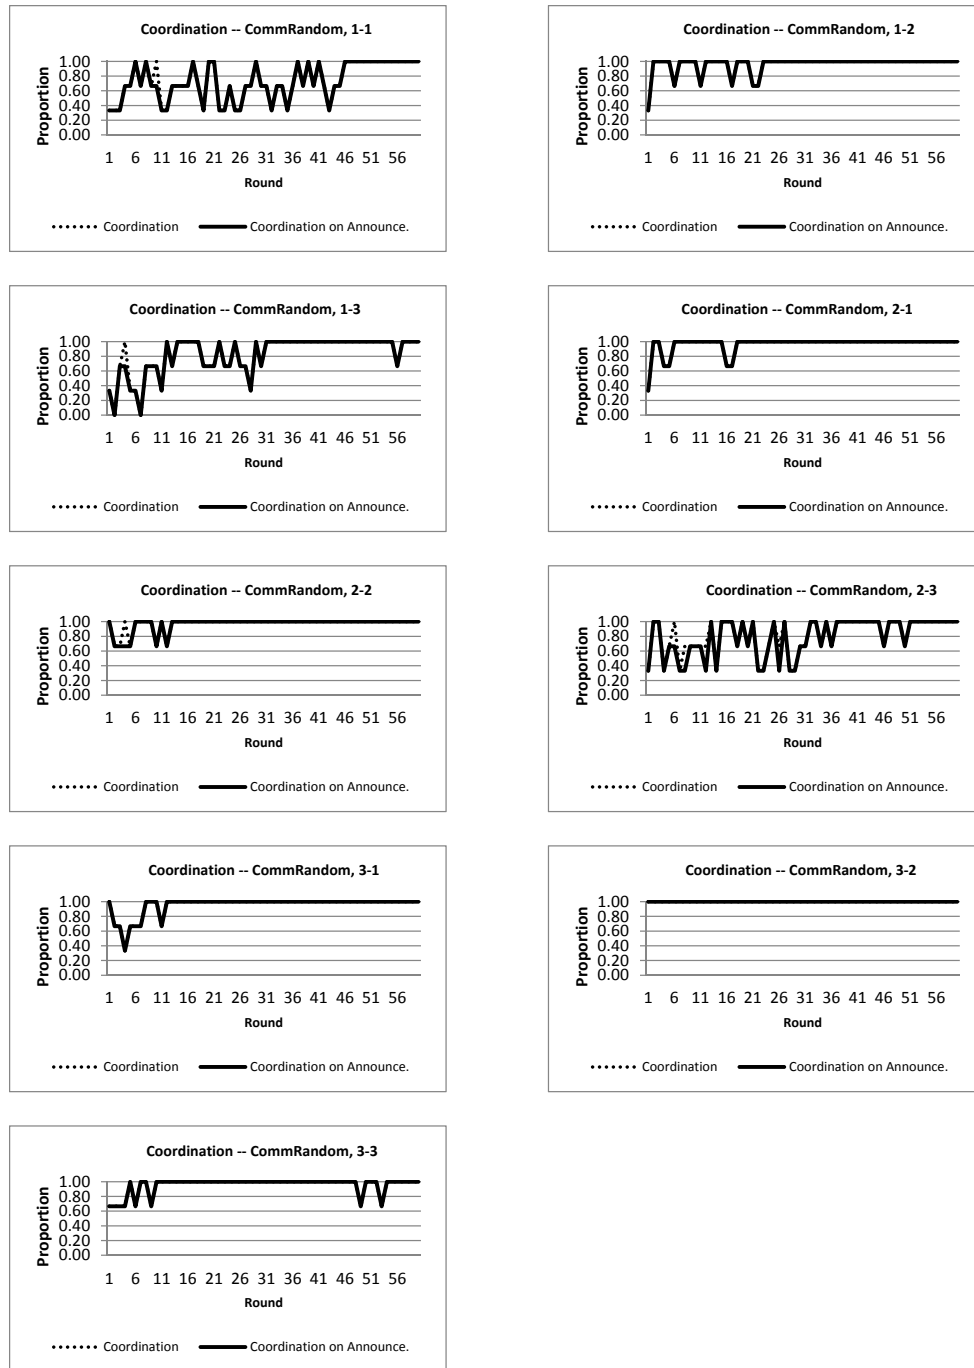 Coordination -- CommRandom, 1-1
Proportion
1.00
0.80
0.60
0.40
0.20
0.00
1 6 11 16 21 26 31 36 41 46 51 56
Round
Coordination Coordination on Announce.
Coordination -- CommRandom, 1-2
Proportion
1.00
0.80
0.60
0.40
0.20
0.00
1 6 11 16 21 26 31 36 41 46 51 56
Round
Coordination Coordination on Announce.
Coordination -- CommRandom, 1-3
Proportion
1.00
0.80
0.60
0.40
0.20
0.00
1 6 11 16 21 26 31 36 41 46 51 56
Round
Coordination Coordination on Announce.
Coordination -- CommRandom, 2-1
Proportion
1.00
0.80
0.60
0.40
0.20
0.00
1 6 11 16 21 26 31 36 41 46 51 56
Round
Coordination Coordination on Announce.
Coordination -- CommRandom, 2-2
Proportion
1.00
0.80
0.60
0.40
0.20
0.00
1 6 11 16 21 26 31 36 41 46 51 56
Round
Coordination Coordination on Announce.
Coordination -- CommRandom, 2-3
Proportion
1.00
0.80
0.60
0.40
0.20
0.00
1 6 11 16 21 26 31 36 41 46 51 56
Round
Coordination Coordination on Announce.
Coordination -- CommRandom, 3-1
Proportion
1.00
0.80
0.60
0.40
0.20
0.00
1 6 11 16 21 26 31 36 41 46 51 56
Round
Coordination Coordination on Announce.
Coordination -- CommRandom, 3-2
Proportion
1.00
0.80
0.60
0.40
0.20
0.00
1 6 11 16 21 26 31 36 41 46 51 56
Round
Coordination Coordination on Announce.
Coordination -- CommRandom, 3-3
Proportion
1.00
0.80
0.60
0.40
0.20
0.00
1 6 11 16 21 26 31 36 41 46 51 56
Round
Coordination Coordination on Announce.